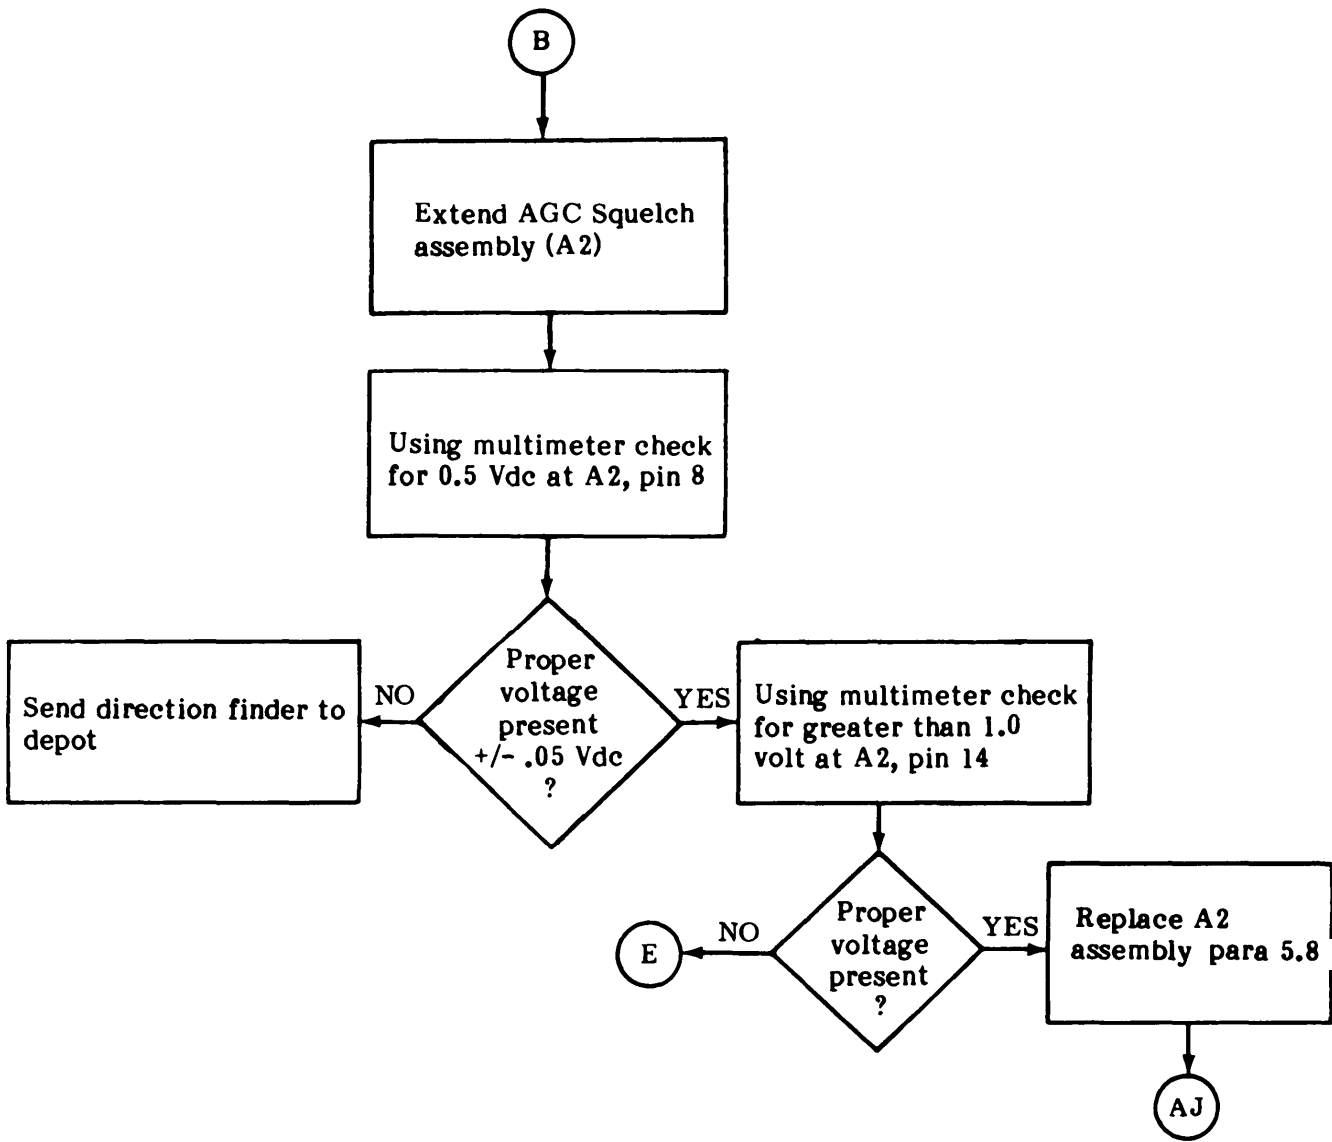 B
Extend AGC Squelch
assembly (A2)
Using multimeter check
for 0.5 Vdc at A2, pin 8
Proper
voltage
present
+/- .05 Vdc
?
NO
YES
Send direction finder to
depot
Using multimeter check
for greater than 1.0
volt at A2, pin 14
Proper
voltage
present
?
NO
YES
E
Replace A2
assembly para 5.8
AJ